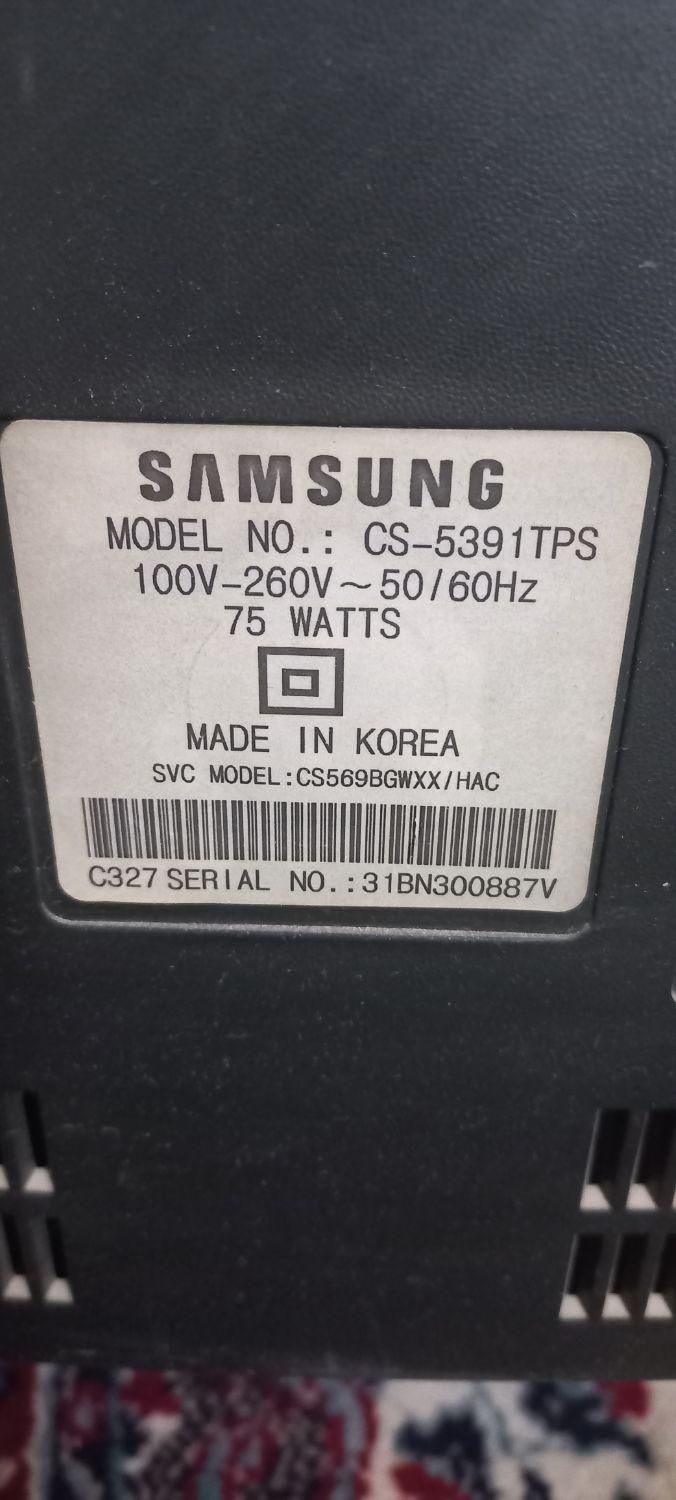 SAMSUNG
MODEL NO.: CS-5391TPS
100V-260V~50/60Hz
75 WATTS
MADE IN KOREA
SVC MODEL:CS569BGWXX/HAC
C327 SERIAL NO.:31BN300887V